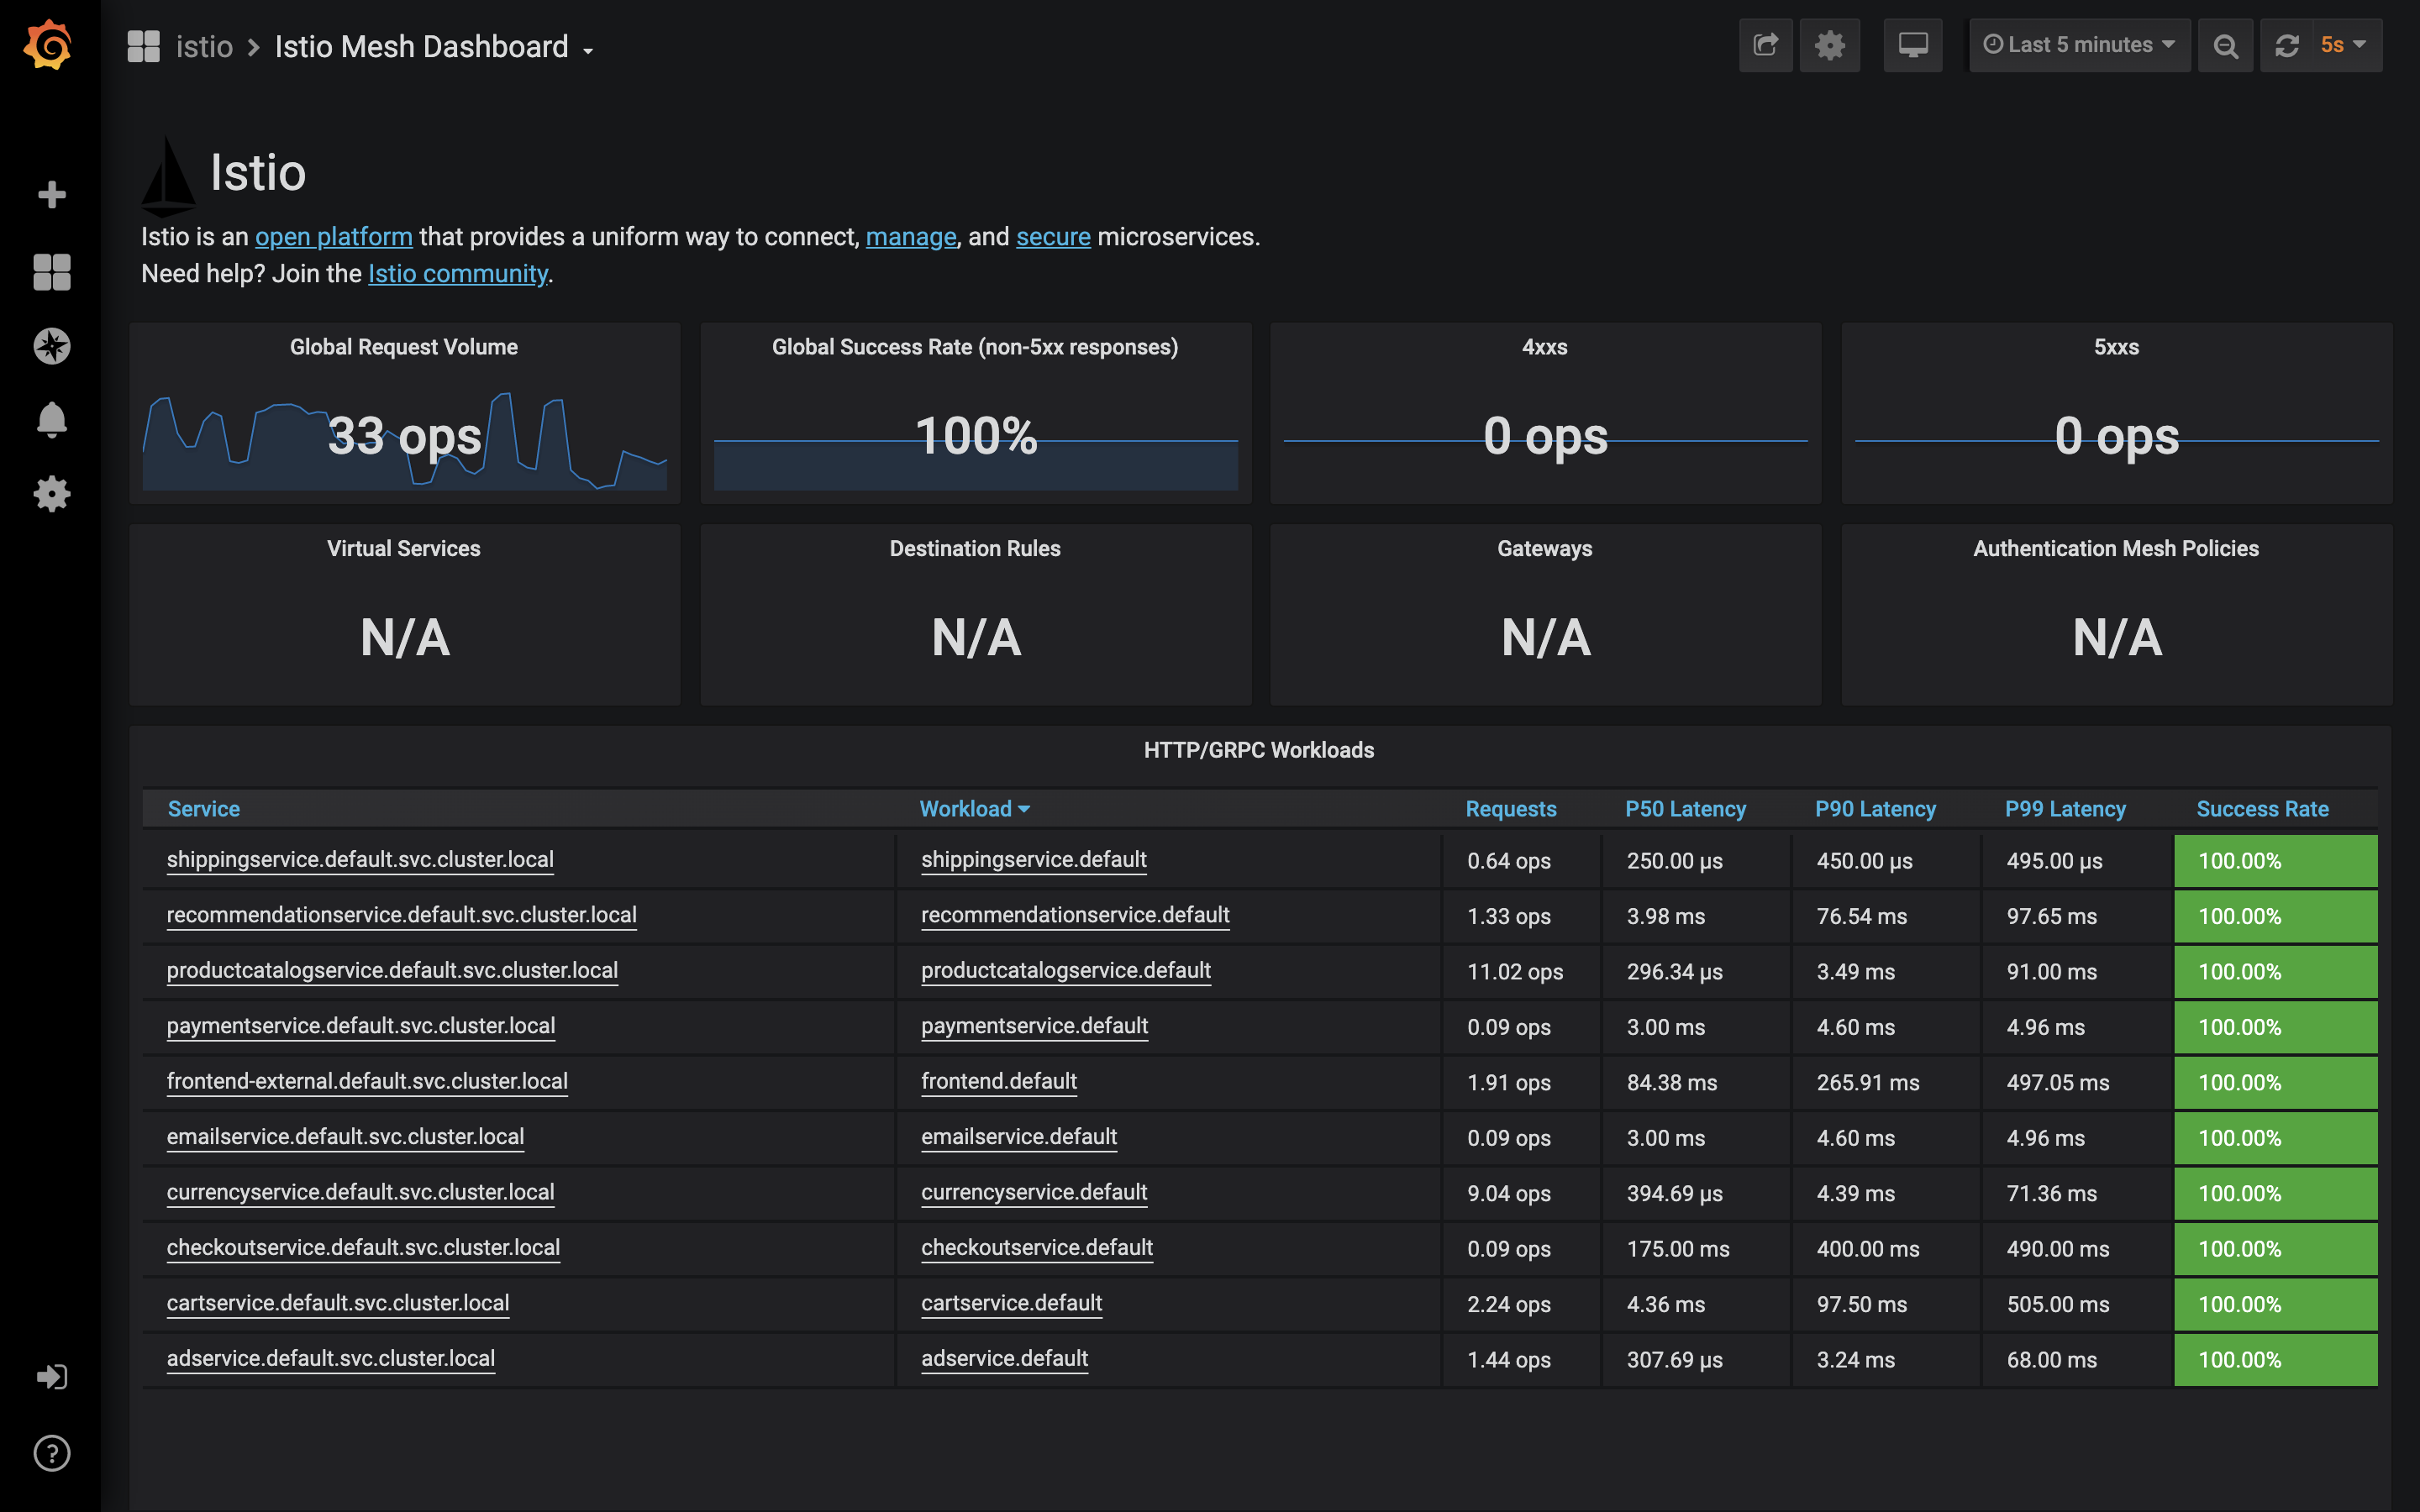 istio > Istio Mesh Dashboard
Last 5 minutes
5s
Istio
Istio is an open platform that provides a uniform way to connect, manage, and secure microservices.
Need help? Join the Istio community.
Global Request Volume
33 ops
Global Success Rate (non-5xx responses)
100%
4xxs
0 ops
5xxs
0 ops
Virtual Services
N/A
Destination Rules
N/A
Gateways
N/A
Authentication Mesh Policies
N/A
HTTP/GRPC Workloads
Service Workload Requests P50 Latency P90 Latency P99 Latency Success Rate
shippingservice.default.svc.cluster.local shippingservice.default 0.64 ops 250.00 µs 450.00 µs 495.00 µs 100.00%
recommendationservice.default.svc.cluster.local recommendationservice.default 1.33 ops 3.98 ms 76.54 ms 97.65 ms 100.00%
productcatalogservice.default.svc.cluster.local productcatalogservice.default 11.02 ops 296.34 µs 3.49 ms 91.00 ms 100.00%
paymentservice.default.svc.cluster.local paymentservice.default 0.09 ops 3.00 ms 4.60 ms 4.96 ms 100.00%
frontend-external.default.svc.cluster.local frontend.default 1.91 ops 84.38 ms 265.91 ms 497.05 ms 100.00%
emailservice.default.svc.cluster.local emailservice.default 0.09 ops 3.00 ms 4.60 ms 4.96 ms 100.00%
currencyservice.default.svc.cluster.local currencyservice.default 9.04 ops 394.69 µs 4.39 ms 71.36 ms 100.00%
checkoutservice.default.svc.cluster.local checkoutservice.default 0.09 ops 175.00 ms 400.00 ms 490.00 ms 100.00%
cartservice.default.svc.cluster.local cartservice.default 2.24 ops 4.36 ms 97.50 ms 505.00 ms 100.00%
adservice.default.svc.cluster.local adservice.default 1.44 ops 307.69 µs 3.24 ms 68.00 ms 100.00%